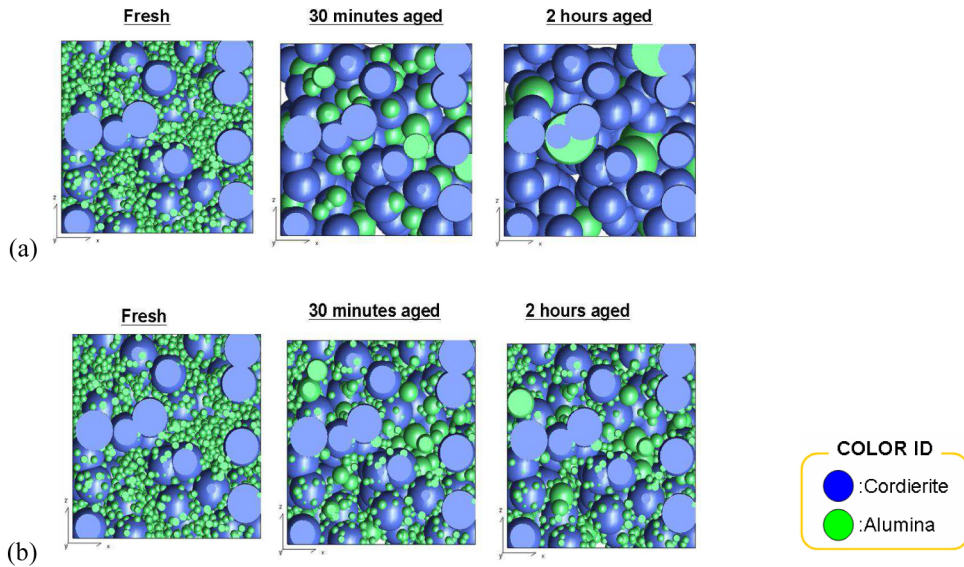 Fresh
30 minutes aged
2 hours aged
z
y
x
z
y
x
z
y
x
(a)
Fresh
30 minutes aged
2 hours aged
z
y
x
z
y
x
z
y
x
(b)
COLOR ID
:Cordierite
:Alumina